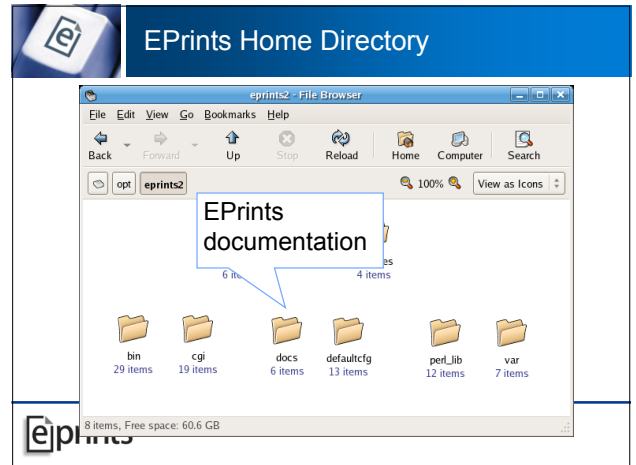 EPrints Home Directory
eprints2 - File Browser
File Edit View Go Bookmarks Help
Back Forward Up Stop Reload Home Computer Search
opt eprints2 100% View as Icons
EPrints
documentation
4 items
bin cgi docs defaultcfg perl_lib var
29 items 19 items 6 items 13 items 12 items 7 items
8 items, Free space: 60.6 GB